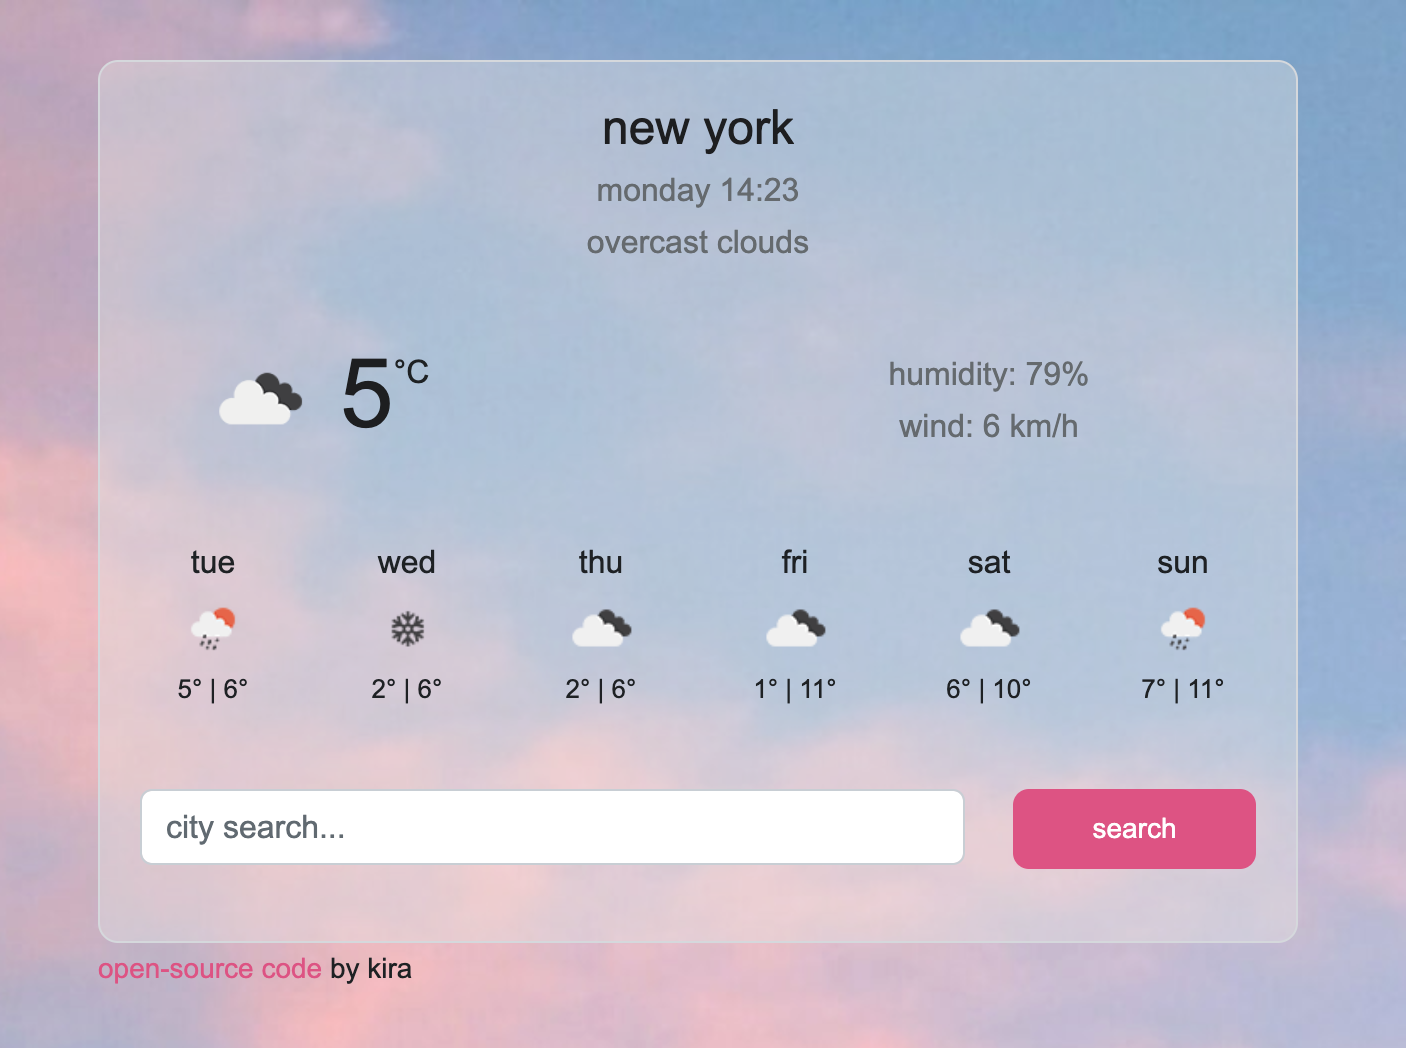 new york
monday 14:23
overcast clouds
5°C
humidity: 79%
wind: 6 km/h
tue wed thu fri sat sun
5° | 6° 2° | 6° 2° | 6° 1° | 11° 6° | 10° 7° | 11°
city search...
search
open-source code by kira